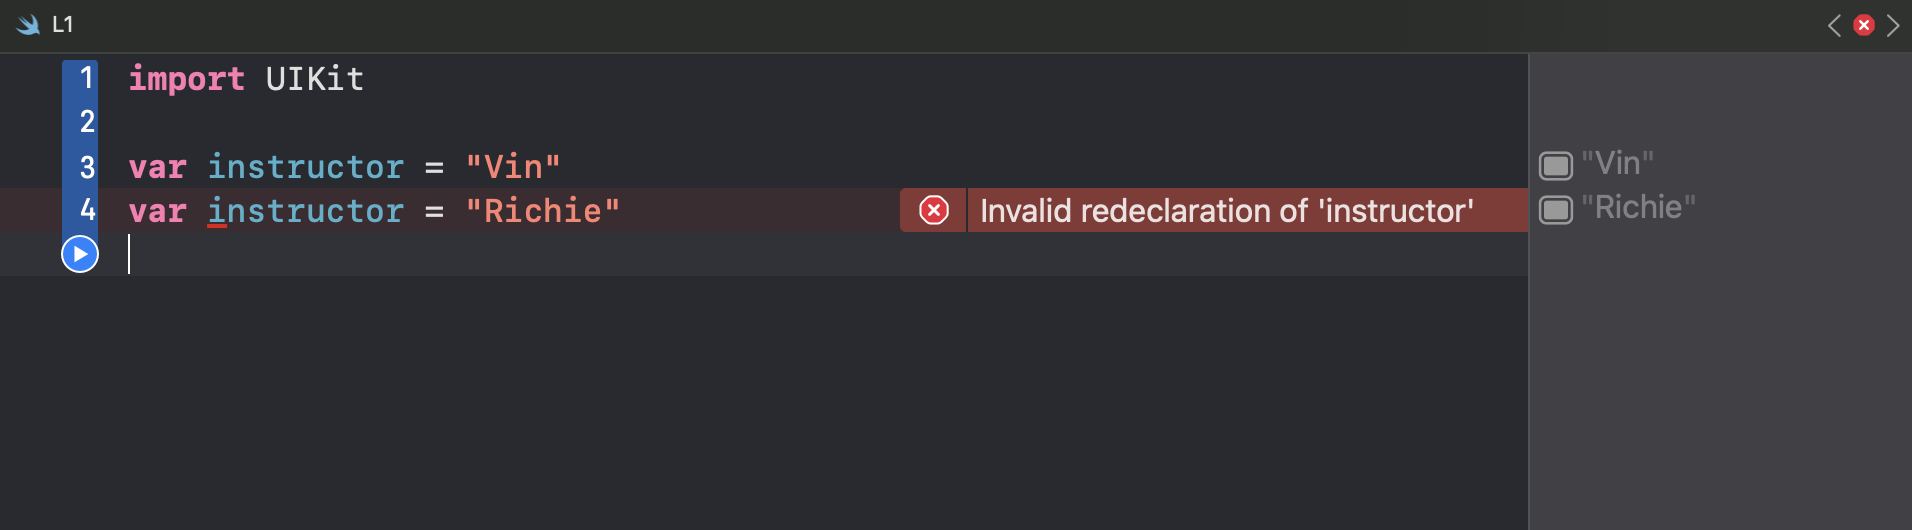 L1
1 import UIKit
2
3 var instructor = "Vin" "Vin"
4 var instructor = "Richie" Invalid redeclaration of 'instructor' "Richie"